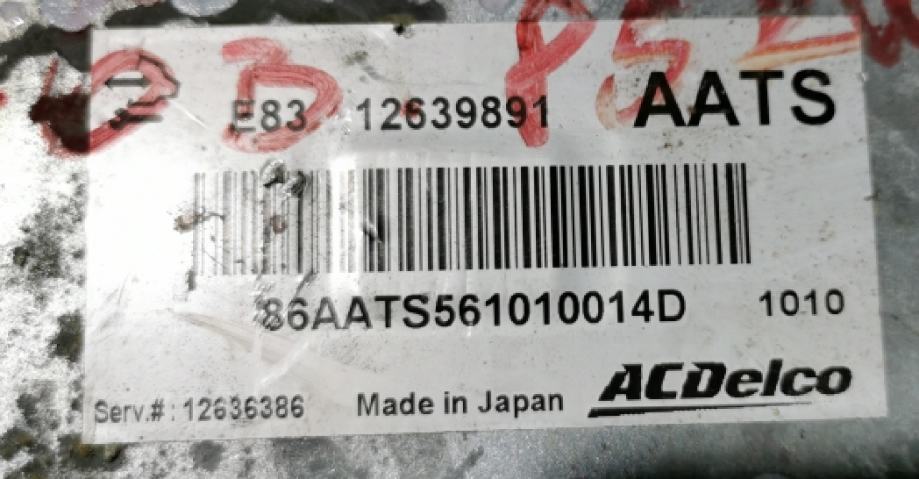 E83 12639891 AATS
86AATS561010014D 1010
Serv.#: 12636386 Made in Japan ACDelco